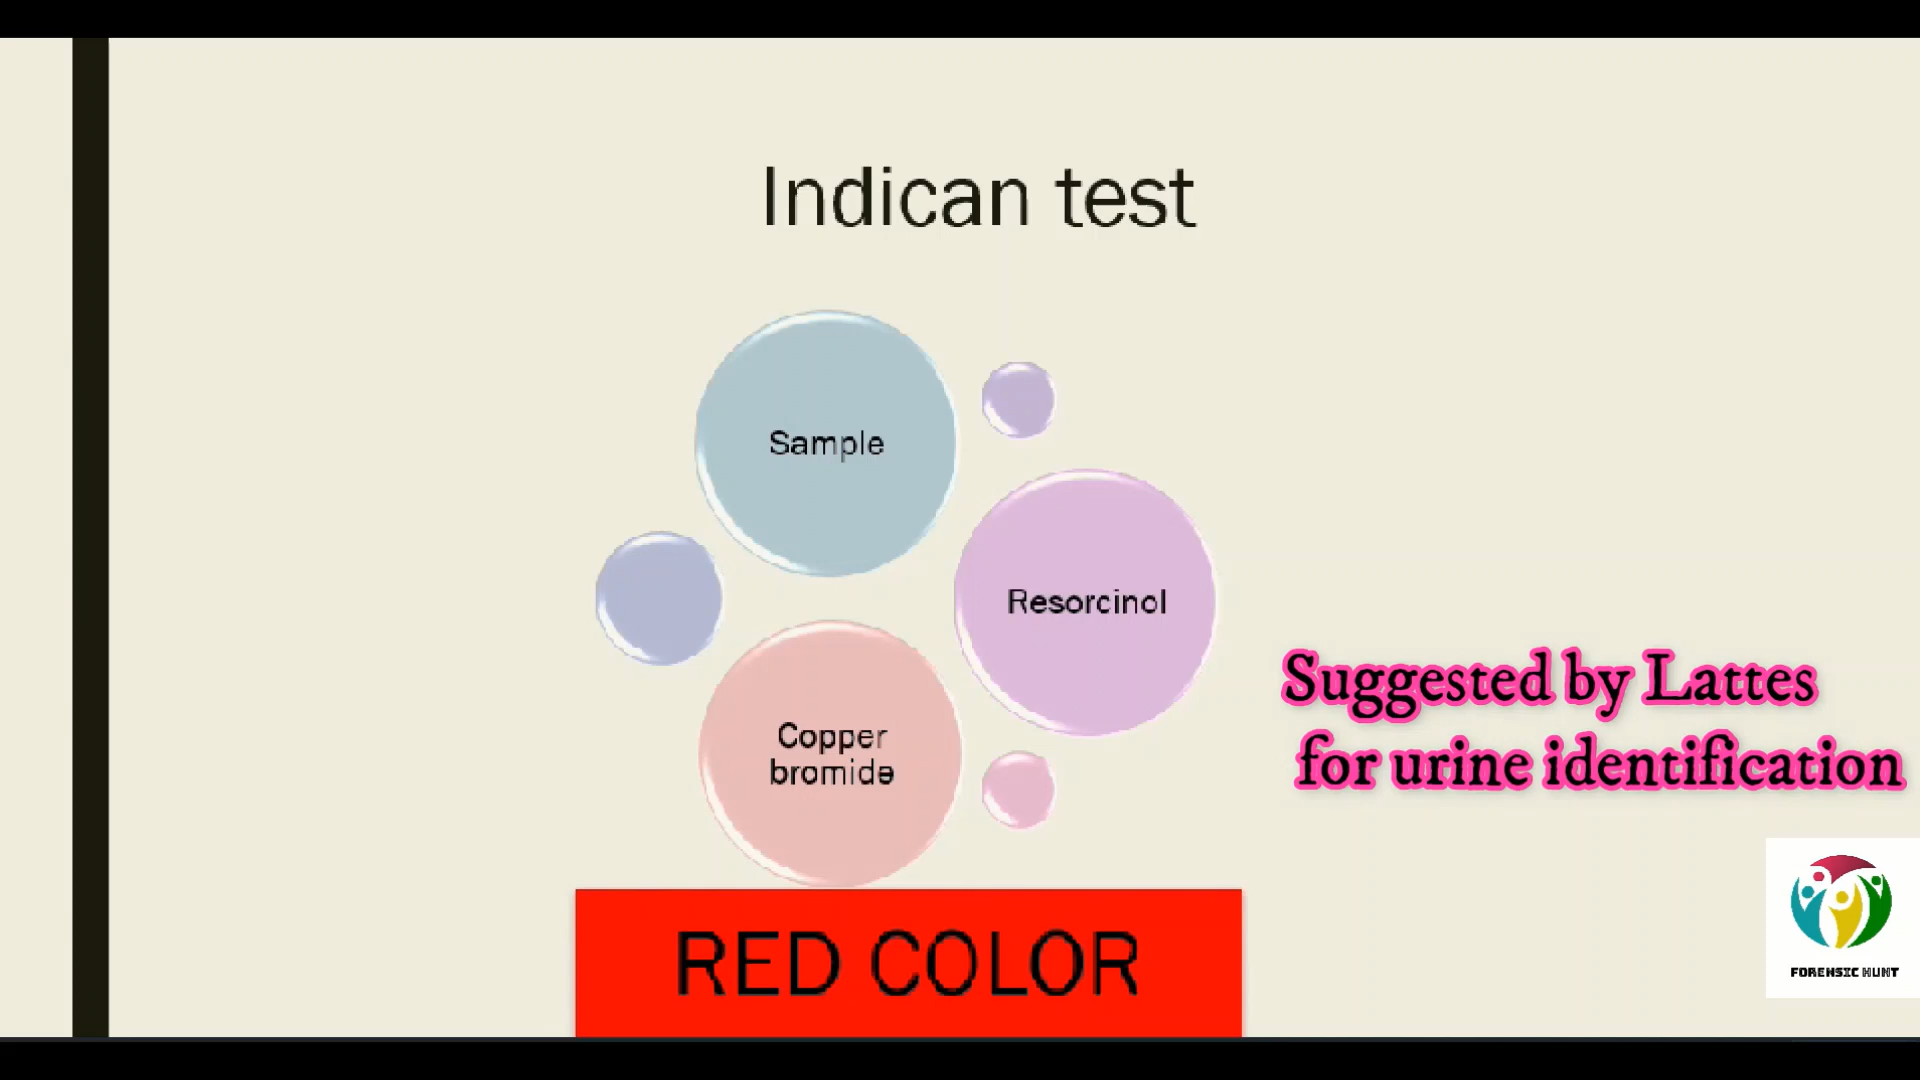 Indican test
Sample
Resorcinol
Copper
bromide
Suggested by Lattes
for urine identification
RED COLOR
FORENSIC HUNT